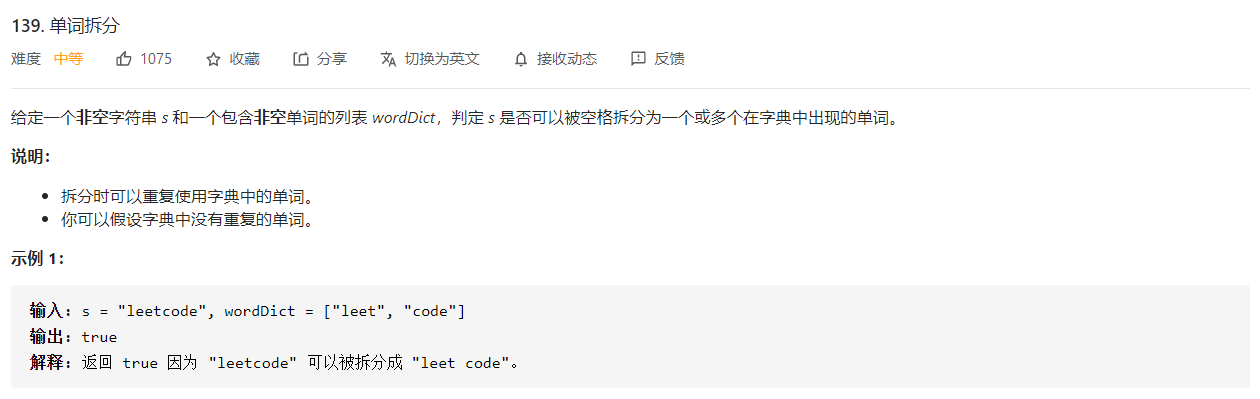 139. 单词拆分
难度 中等 1075 收藏 分享 切换为英文 接收动态 反馈
给定一个非空字符串 s 和一个包含非空单词的列表 wordDict，判定 s 是否可以被空格拆分为一个或多个在字典中出现的单词。
说明：
拆分时可以重复使用字典中的单词。
你可以假设字典中没有重复的单词。
示例 1：
输入: s = "leetcode", wordDict = ["leet", "code"]
输出: true
解释: 返回 true 因为 "leetcode" 可以被拆分成 "leet code"。